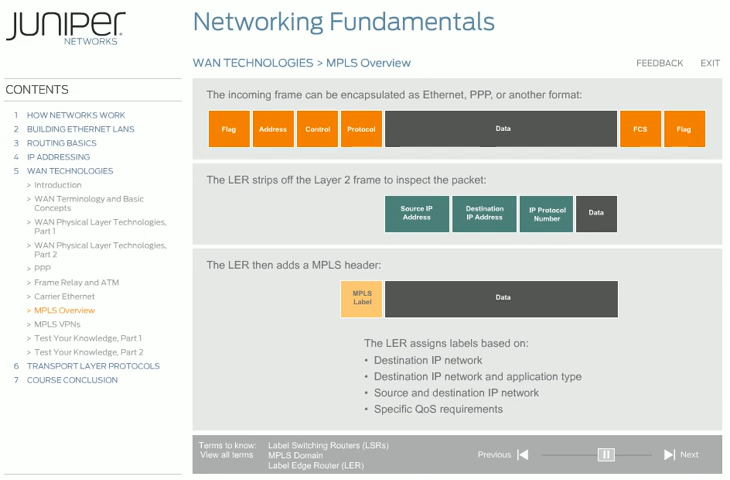 JUNIPER
NETWORKS
Networking Fundamentals
WAN TECHNOLOGIES > MPLS Overview
FEEDBACK EXIT
CONTENTS
1 HOW NETWORKS WORK
2 BUILDING ETHERNET LANS
3 ROUTING BASICS
4 IP ADDRESSING
5 WAN TECHNOLOGIES
> Introduction
> WAN Terminology and Basic
Concepts
> WAN Physical Layer Technologies,
Part 1
> WAN Physical Layer Technologies,
Part 2
> PPP
> Frame Relay and ATM
> Carrier Ethernet
> MPLS Overview
> MPLS VPNs
> Test Your Knowledge, Part 1
> Test Your Knowledge, Part 2
6 TRANSPORT LAYER PROTOCOLS
7 COURSE CONCLUSION
The incoming frame can be encapsulated as Ethernet, PPP, or another format:
Flag Address Control Protocol Data FCS Flag
The LER strips off the Layer 2 frame to inspect the packet:
Source IP
Address
Destination
IP Address
IP Protocol
Number
Data
The LER then adds a MPLS header:
MPLS
Label
Data
The LER assigns labels based on:
• Destination IP network
• Destination IP network and application type
• Source and destination IP network
• Specific QoS requirements
Terms to know:
View all terms
Label Switching Routers (LSRs)
MPLS Domain
Label Edge Router (LER)
Previous
Next